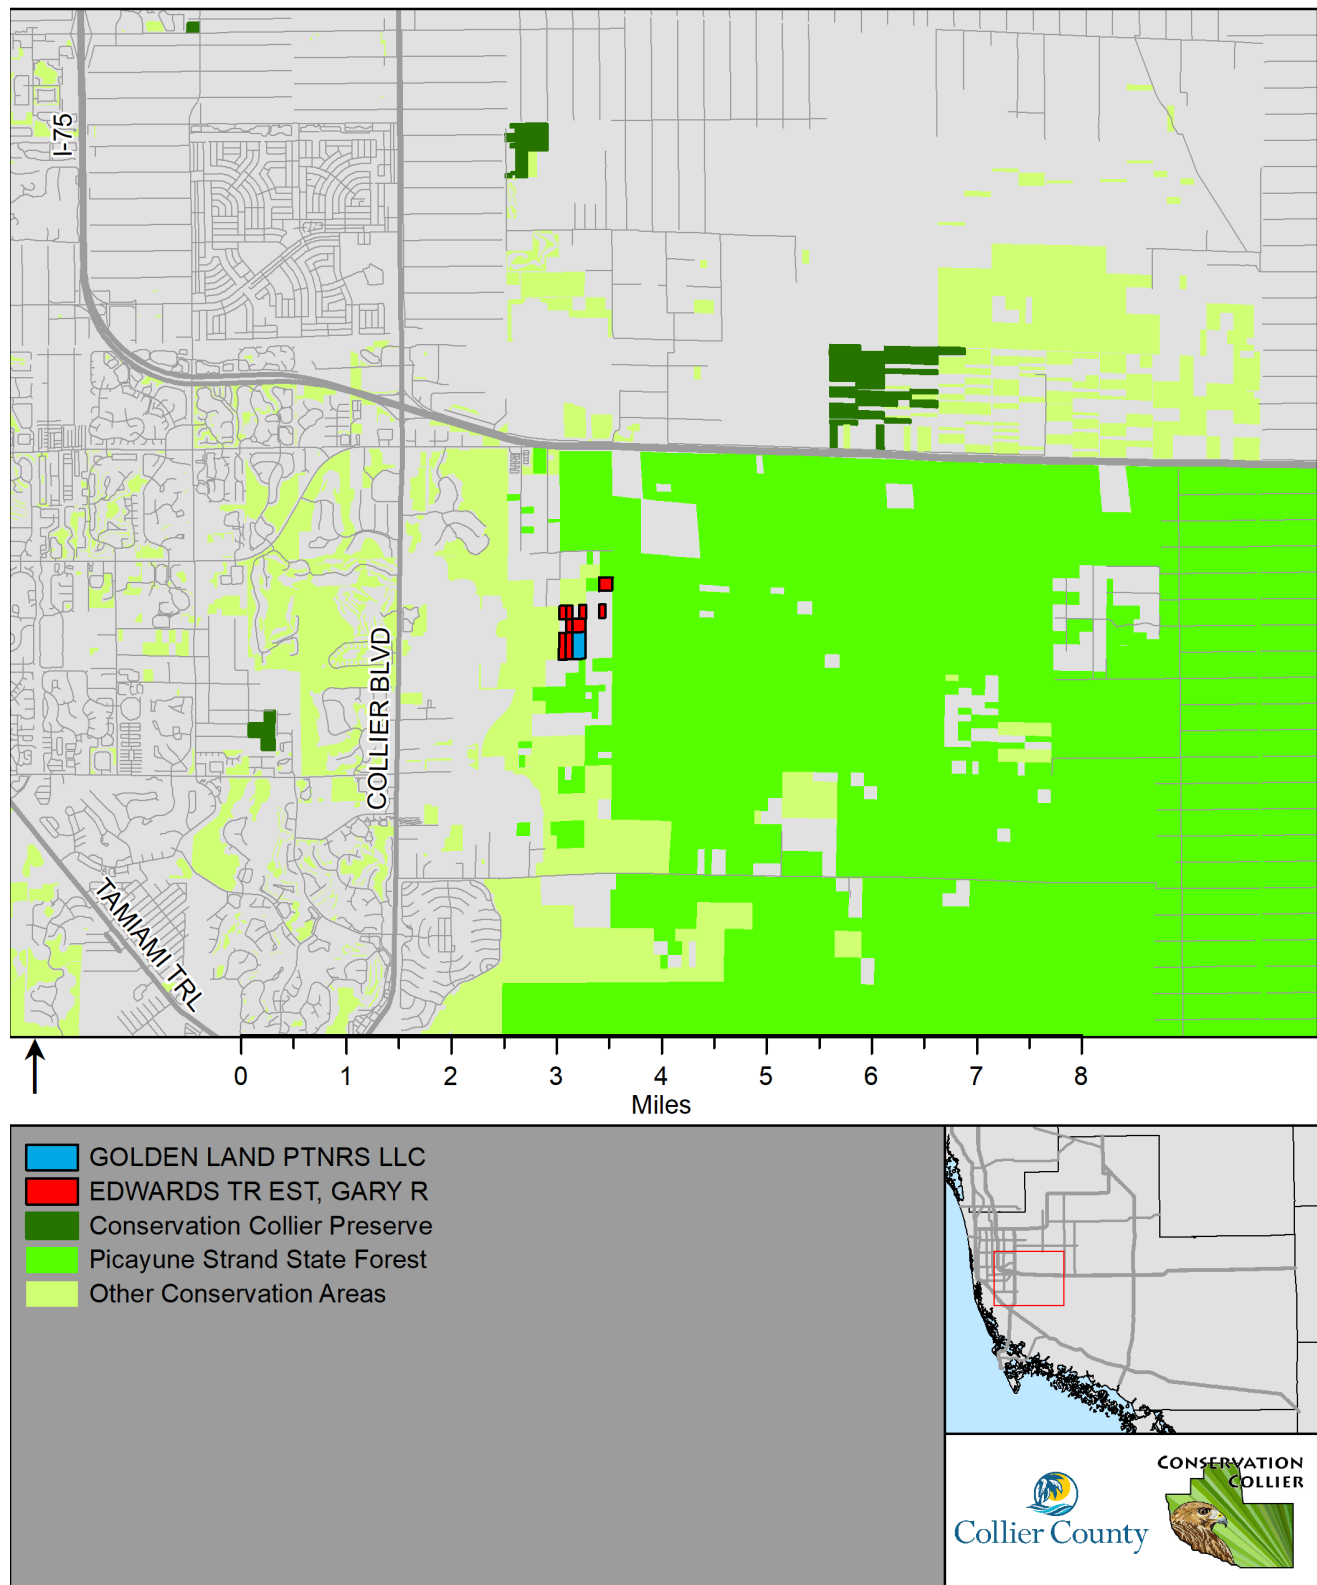 I-75
COLLIER BLVD
TAMIAMI TRL
0 1 2 3 4 5 6 7 8
Miles
GOLDEN LAND PTNRS LLC
EDWARDS TR EST, GARY R
Conservation Collier Preserve
Picayune Strand State Forest
Other Conservation Areas
CONSERVATION
COLLIER
Collier County